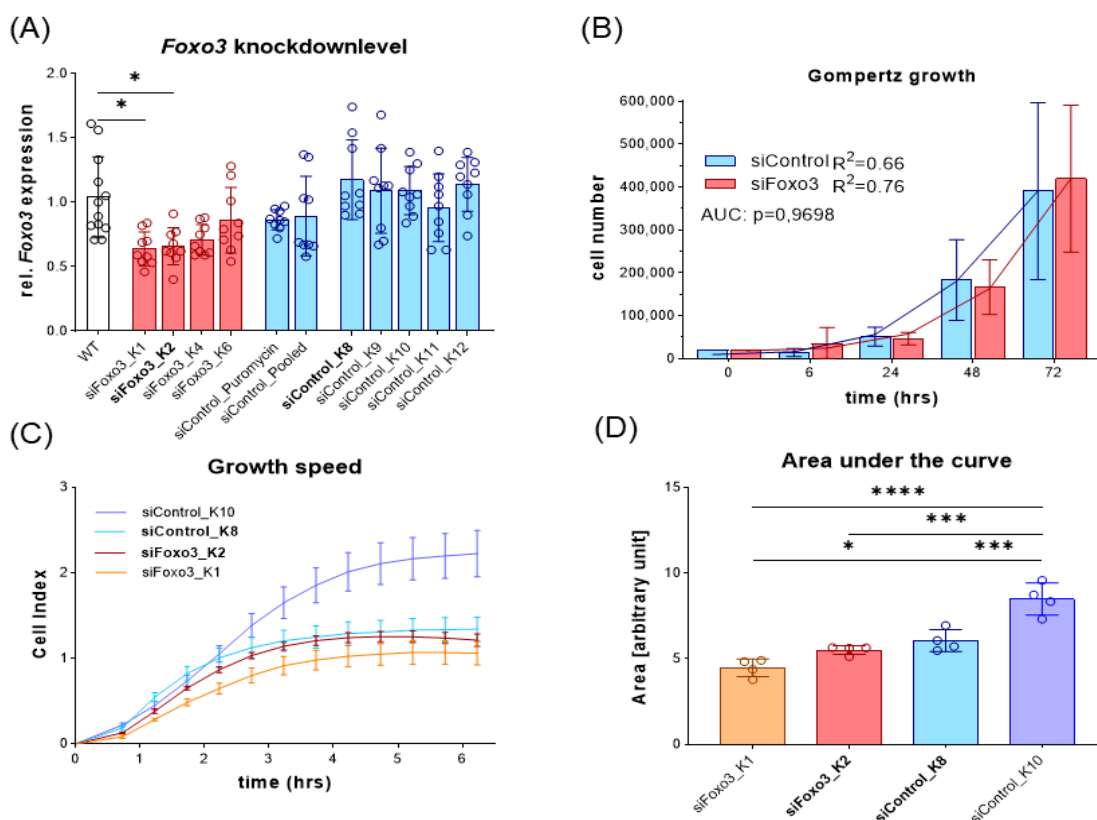 (A)
Foxo3 knockdownlevel
rel. Foxo3 expression
2.0
1.5
1.0
0.5
0.0
*
*
WT
siFoxo3_K1
siFoxo3_K2
siFoxo3_K4
siFoxo3_K6
siControl_Puromycin
siControl_Pooled
siControl_K8
siControl_K9
siControl_K10
siControl_K11
siControl_K12
(B)
Gompertz growth
cell number
600,000
500,000
400,000
300,000
200,000
100,000
0
siControl R²=0.66
siFoxo3 R²=0.76
AUC: p=0,9698
0 6 24 48 72
time (hrs)
(C)
Growth speed
Cell Index
3
2
1
0
siControl_K10
siControl_K8
siFoxo3_K2
siFoxo3_K1
0 1 2 3 4 5 6
time (hrs)
(D)
Area under the curve
Area [arbitrary unit]
15
10
5
0
****
***
* ***
siFoxo3_K1
siFoxo3_K2
siControl_K8
siControl_K10